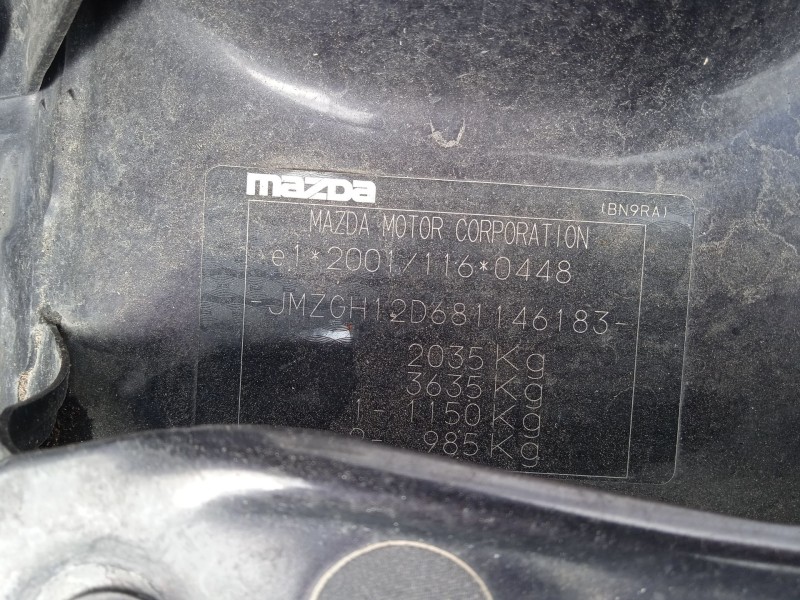 mazda
(BN9RA)
MAZDA MOTOR CORPORATION
e1*2001/116*0448
-JMZGH12D681146183-
2035 Kg
3635 Kg
1- 1150 Kg
2- 985 Kg